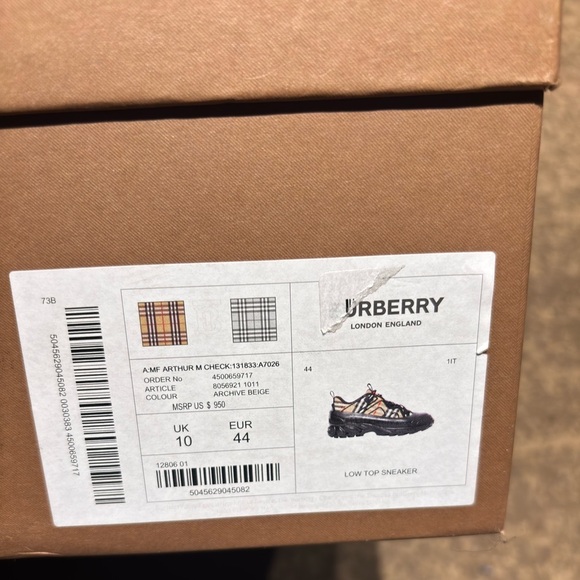 73B
5045629045082 0030383 4500659717
URBERRY
LONDON ENGLAND
A:MF ARTHUR M CHECK:131833:A7026
ORDER No 4500659717
ARTICLE 8056921 1011
COLOUR ARCHIVE BEIGE
MSRP US $ 950
UK EUR
10 44
12806 01
5045629045082
44 1IT
LOW TOP SNEAKER